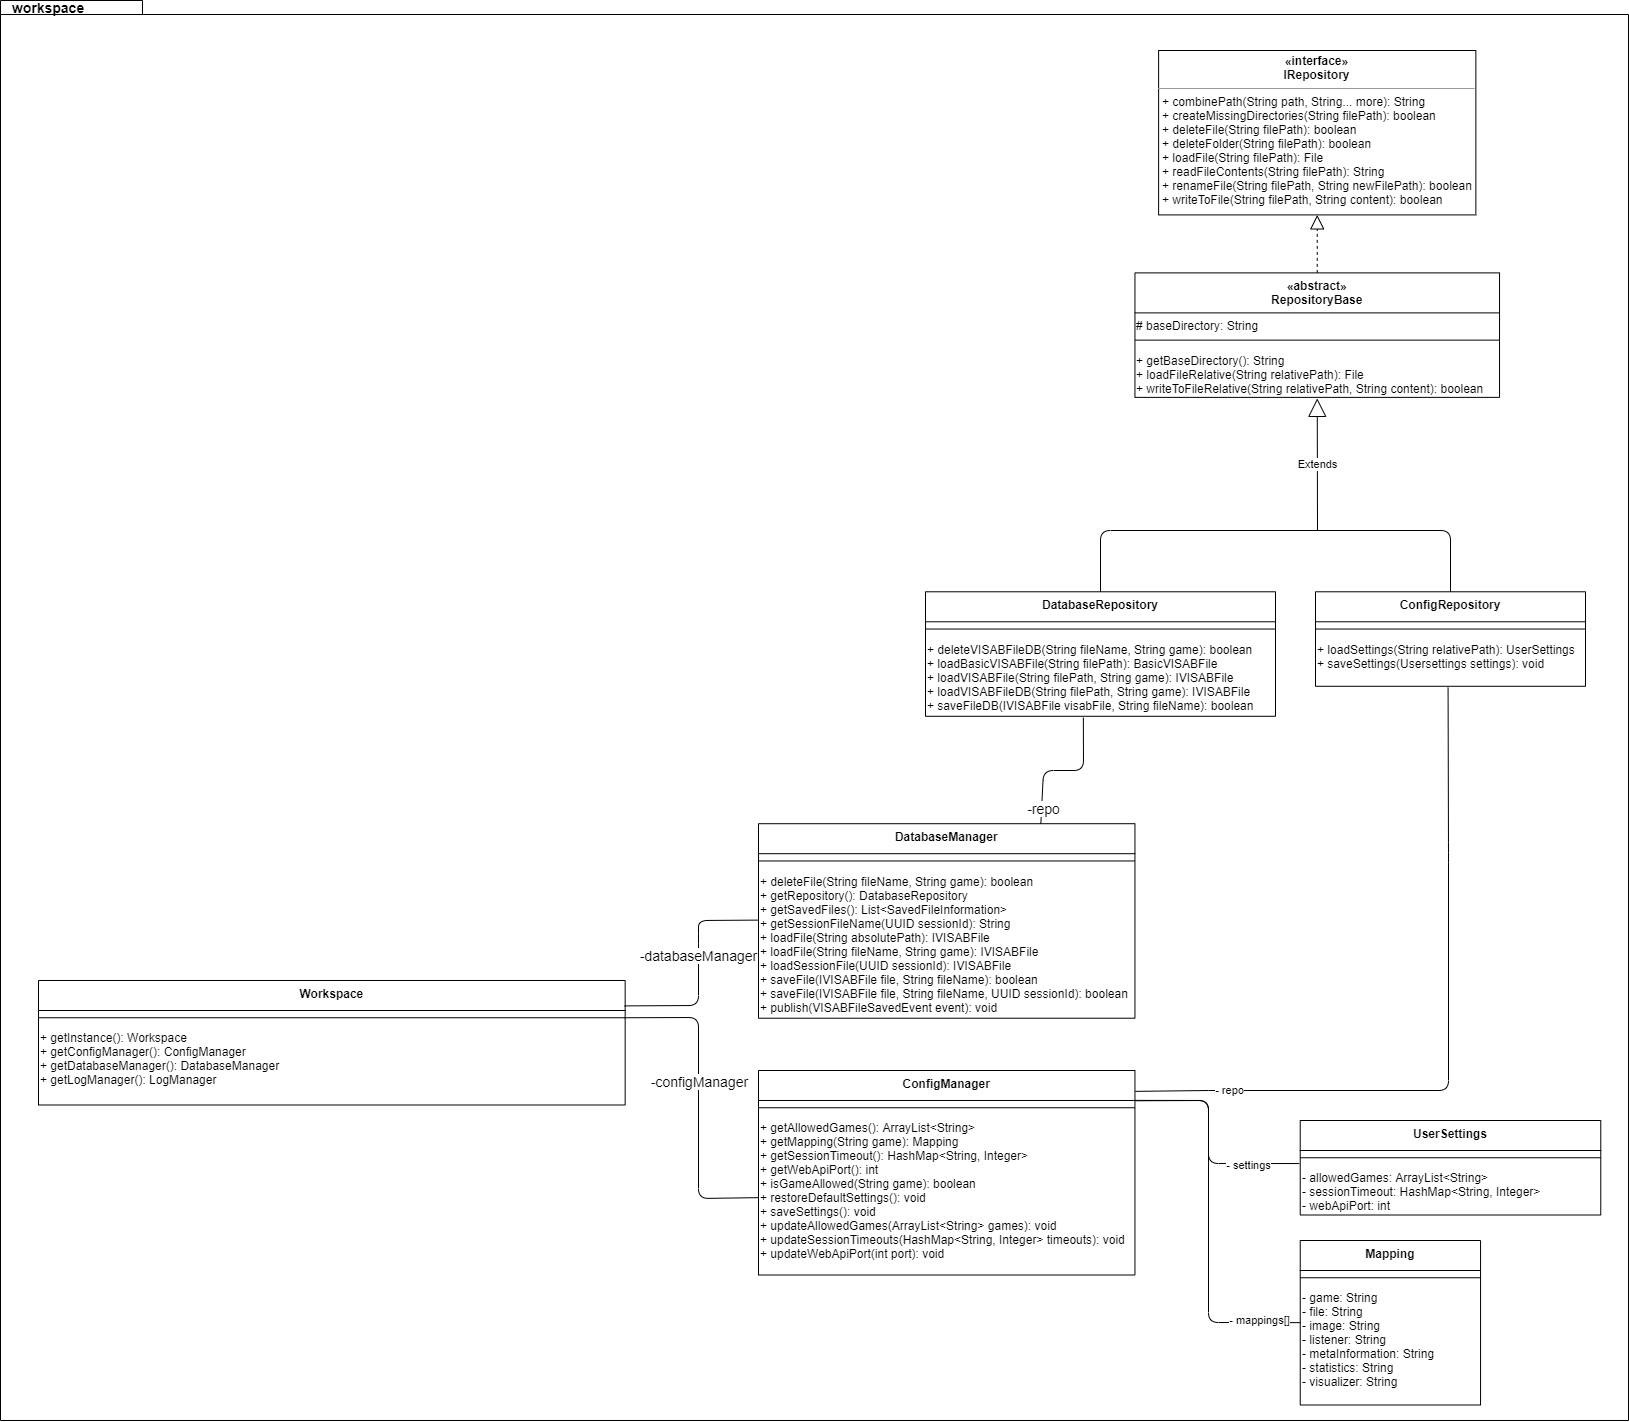 workspace
«interface»
IRepository
+ combinePath(String path, String... more): String
+ createMissingDirectories(String filePath): boolean
+ deleteFile(String filePath): boolean
+ deleteFolder(String filePath): boolean
+ loadFile(String filePath): File
+ readFileContents(String filePath): String
+ renameFile(String filePath, String newFilePath): boolean
+ writeToFile(String filePath, String content): boolean
«abstract»
RepositoryBase
# baseDirectory: String
+ getBaseDirectory(): String
+ loadFileRelative(String relativePath): File
+ writeToFileRelative(String relativePath, String content): boolean
Extends
DatabaseRepository
+ deleteVISABFileDB(String fileName, String game): boolean
+ loadBasicVISABFile(String filePath): BasicVISABFile
+ loadVISABFile(String filePath, String game): IVISABFile
+ loadVISABFileDB(String filePath, String game): IVISABFile
+ saveFileDB(IVISABFile visabFile, String fileName): boolean
ConfigRepository
+ loadSettings(String relativePath): UserSettings
+ saveSettings(Usersettings settings): void
-repo
DatabaseManager
+ deleteFile(String fileName, String game): boolean
+ getRepository(): DatabaseRepository
+ getSavedFiles(): List<SavedFileInformation>
+ getSessionFileName(UUID sessionId): String
+ loadFile(String absolutePath): IVISABFile
+ loadFile(String fileName, String game): IVISABFile
+ loadSessionFile(UUID sessionId): IVISABFile
+ saveFile(IVISABFile file, String fileName): boolean
+ saveFile(IVISABFile file, String fileName, UUID sessionId): boolean
+ publish(VISABFileSavedEvent event): void
-databaseManager
Workspace
+ getInstance(): Workspace
+ getConfigManager(): ConfigManager
+ getDatabaseManager(): DatabaseManager
+ getLogManager(): LogManager
-configManager
ConfigManager
+ getAllowedGames(): ArrayList<String>
+ getMapping(String game): Mapping
+ getSessionTimeout(): HashMap<String, Integer>
+ getWebApiPort(): int
+ isGameAllowed(String game): boolean
+ restoreDefaultSettings(): void
+ saveSettings(): void
+ updateAllowedGames(ArrayList<String> games): void
+ updateSessionTimeouts(HashMap<String, Integer> timeouts): void
+ updateWebApiPort(int port): void
- repo
- settings
UserSettings
- allowedGames: ArrayList<String>
- sessionTimeout: HashMap<String, Integer>
- webApiPort: int
- mappings[]
Mapping
- game: String
- file: String
- image: String
- listener: String
- metaInformation: String
- statistics: String
- visualizer: String